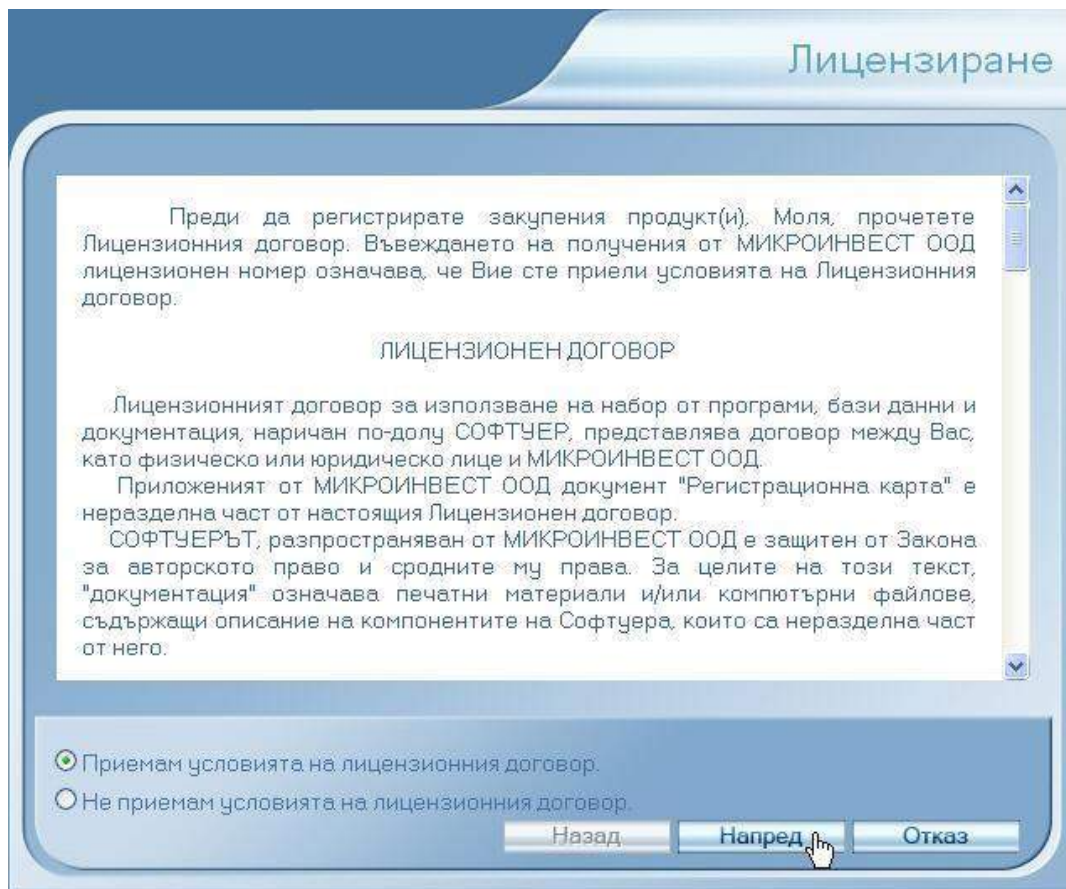 Лицензиране
Преди да регистрирате закупения продукт(и), Моля, прочетете
Лицензионния договор. Въвеждането на получения от МИКРОИНВЕСТ ООД
лицензионен номер означава, че Вие сте приели условията на Лицензионния
договор.
ЛИЦЕНЗИОНЕН ДОГОВОР
Лицензионният договор за използване на набор от програми, бази данни и
документация, наричан по-долу СОФТУЕР, представлява договор между Вас,
като физическо или юридическо лице и МИКРОИНВЕСТ ООД.
Приложеният от МИКРОИНВЕСТ ООД документ "Регистрационна карта" е
неразделна част от настоящия Лицензионен договор.
СОФТУЕРЪТ, разпространяван от МИКРОИНВЕСТ ООД е защитен от Закона
за авторското право и сродните му права. За целите на този текст,
"документация" означава печатни материали и/или компютърни файлове,
съдържащи описание на компонентите на Софтуера, които са неразделна част
от него.
Приемам условията на лицензионния договор.
Не приемам условията на лицензионния договор.
Назад Напред Отказ